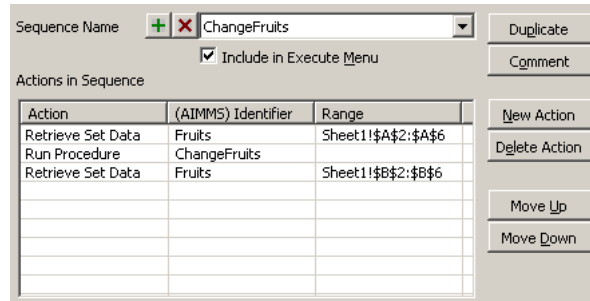 Sequence Name ChangeFruits Duplicate
Include in Execute Menu Comment
Actions in Sequence
Action (AIMMS) Identifier Range New Action
Retrieve Set Data Fruits Sheet1!$A$2:$A$6
Run Procedure ChangeFruits Delete Action
Retrieve Set Data Fruits Sheet1!$B$2:$B$6
Move Up
Move Down